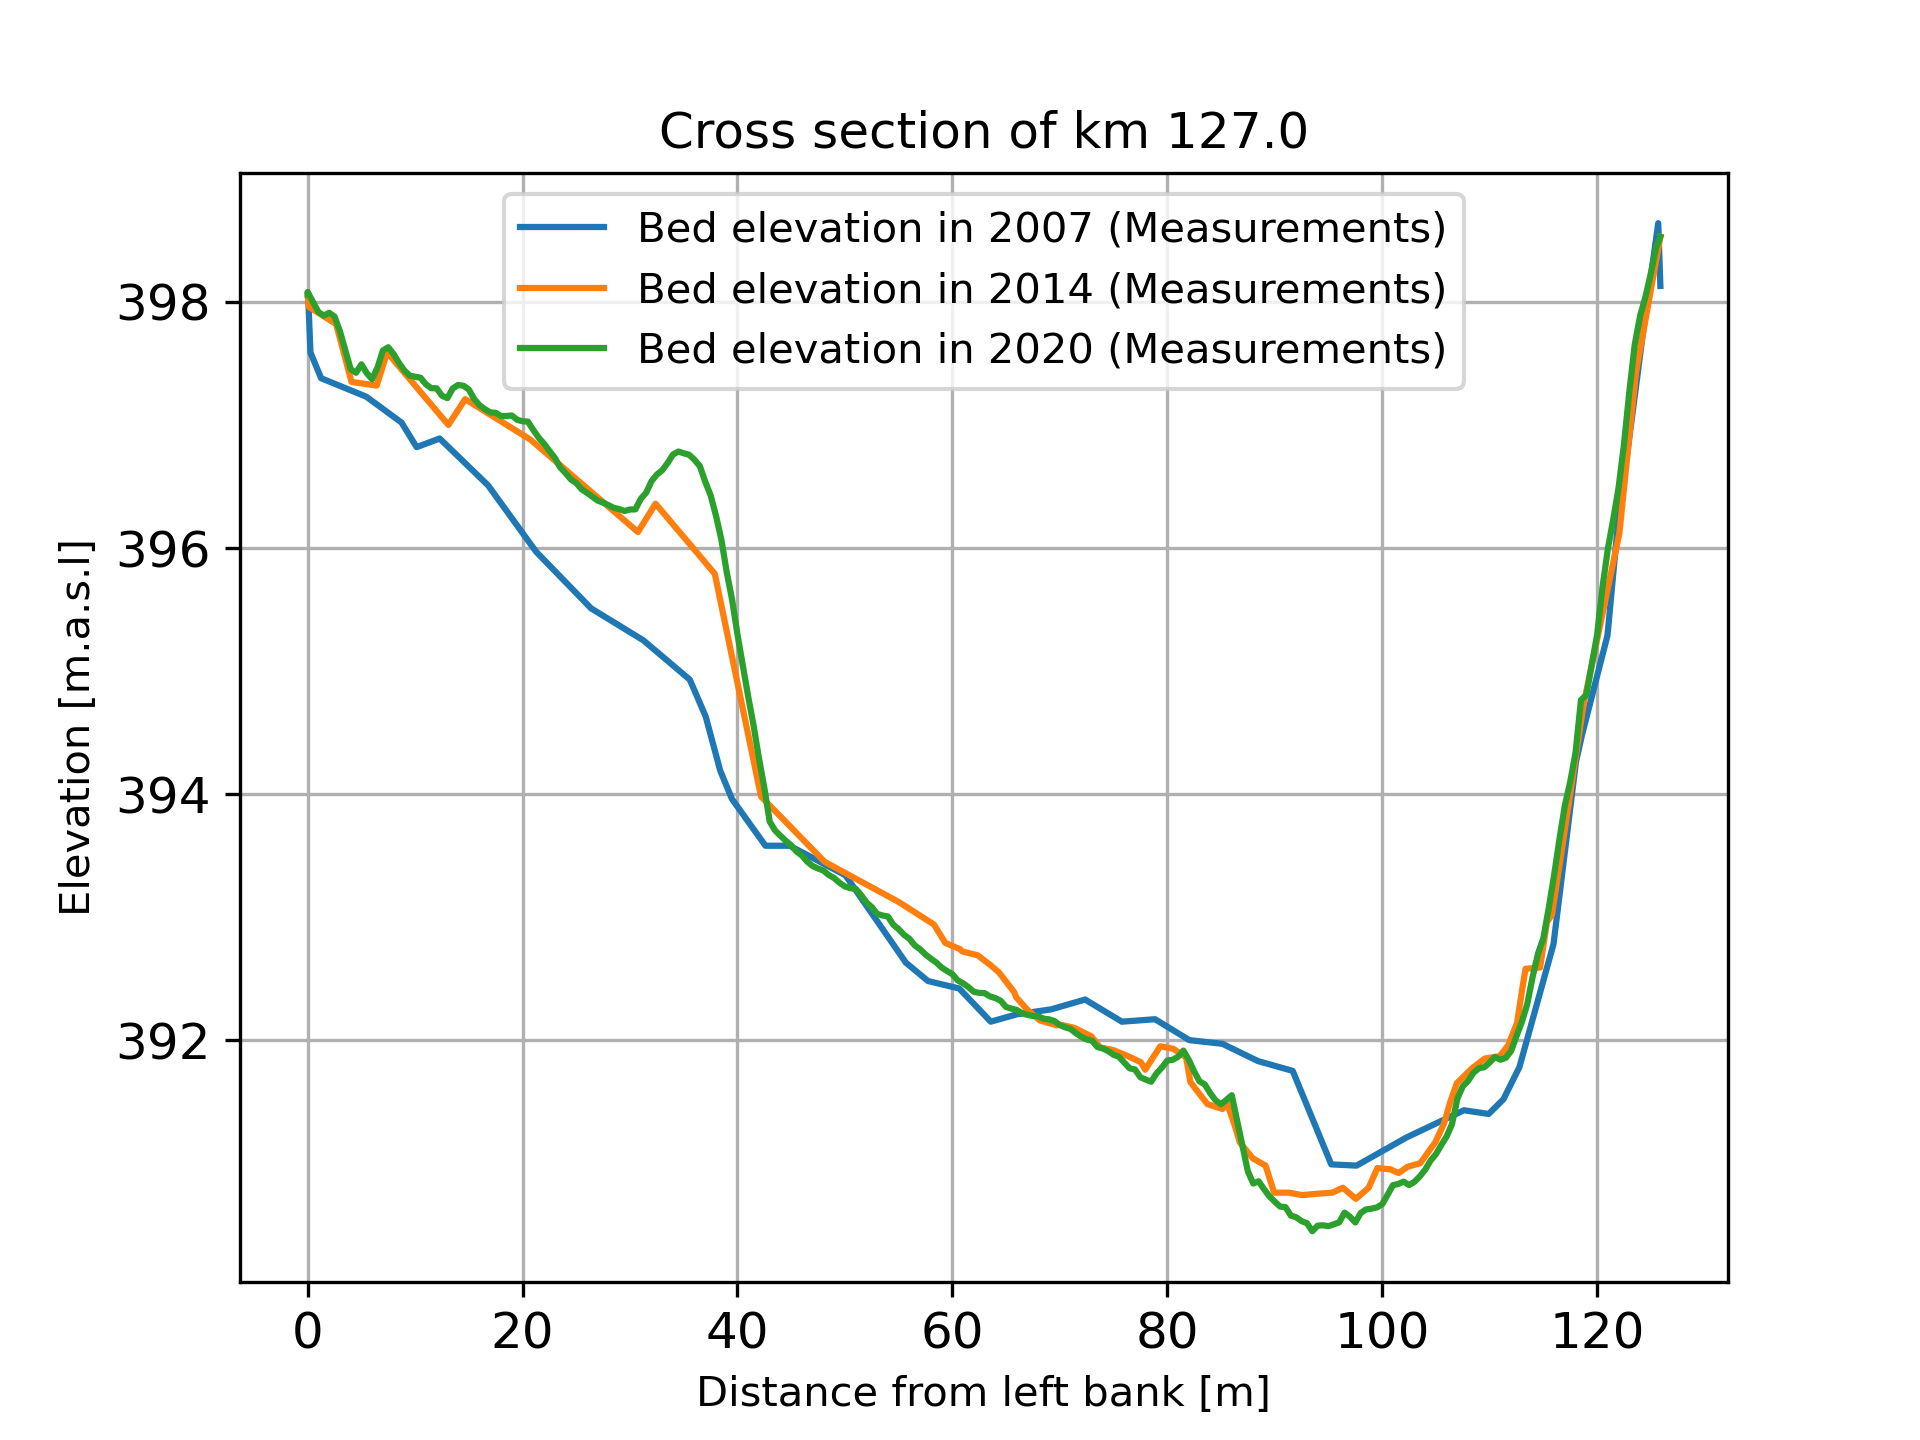 Cross section of km 127.0
Bed elevation in 2007 (Measurements)
Bed elevation in 2014 (Measurements)
Bed elevation in 2020 (Measurements)
Elevation [m.a.s.l]
398
396
394
392
0 20 40 60 80 100 120
Distance from left bank [m]